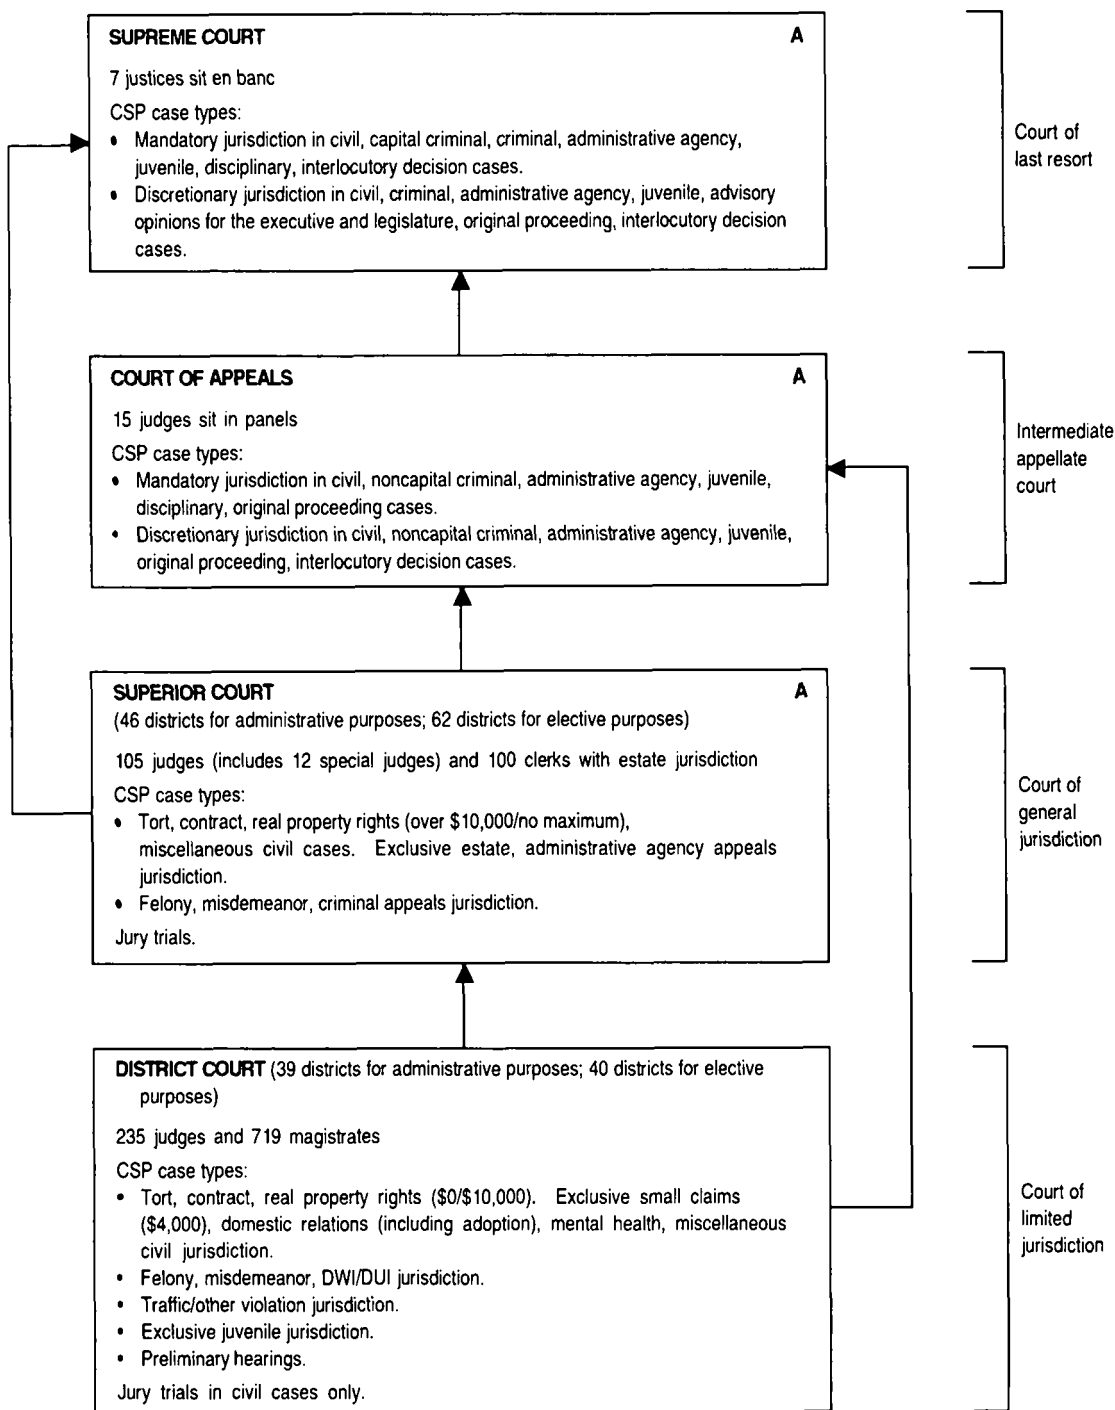 SUPREME COURT A
7 justices sit en banc
CSP case types:
• Mandatory jurisdiction in civil, capital criminal, criminal, administrative agency,
juvenile, disciplinary, interlocutory decision cases.
• Discretionary jurisdiction in civil, criminal, administrative agency, juvenile, advisory
opinions for the executive and legislature, original proceeding, interlocutory decision
cases.
Court of
last resort
COURT OF APPEALS A
15 judges sit in panels
CSP case types:
• Mandatory jurisdiction in civil, noncapital criminal, administrative agency, juvenile,
disciplinary, original proceeding cases.
• Discretionary jurisdiction in civil, noncapital criminal, administrative agency, juvenile,
original proceeding, interlocutory decision cases.
Intermediate
appellate
court
SUPERIOR COURT A
(46 districts for administrative purposes; 62 districts for elective purposes)
105 judges (includes 12 special judges) and 100 clerks with estate jurisdiction
CSP case types:
• Tort, contract, real property rights (over $10,000/no maximum),
miscellaneous civil cases. Exclusive estate, administrative agency appeals
jurisdiction.
• Felony, misdemeanor, criminal appeals jurisdiction.
Jury trials.
Court of
general
jurisdiction
DISTRICT COURT (39 districts for administrative purposes; 40 districts for elective
purposes)
235 judges and 719 magistrates
CSP case types:
• Tort, contract, real property rights ($0/$10,000). Exclusive small claims
($4,000), domestic relations (including adoption), mental health, miscellaneous
civil jurisdiction.
• Felony, misdemeanor, DWI/DUI jurisdiction.
• Traffic/other violation jurisdiction.
• Exclusive juvenile jurisdiction.
• Preliminary hearings.
Jury trials in civil cases only.
Court of
limited
jurisdiction